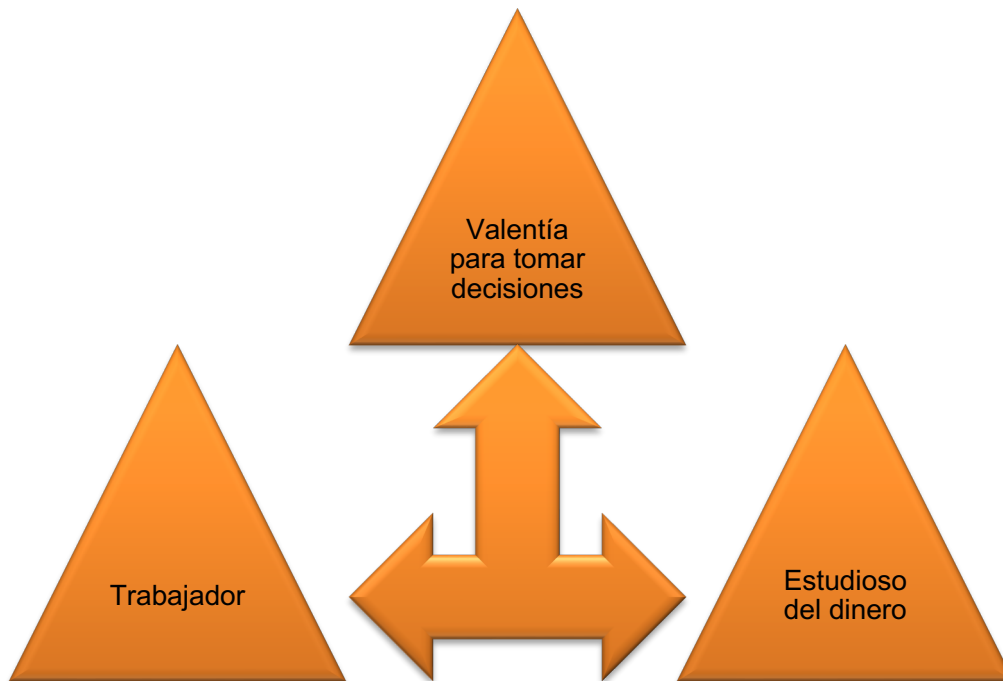 Valentía
para tomar
decisiones
Trabajador
Estudioso
del dinero